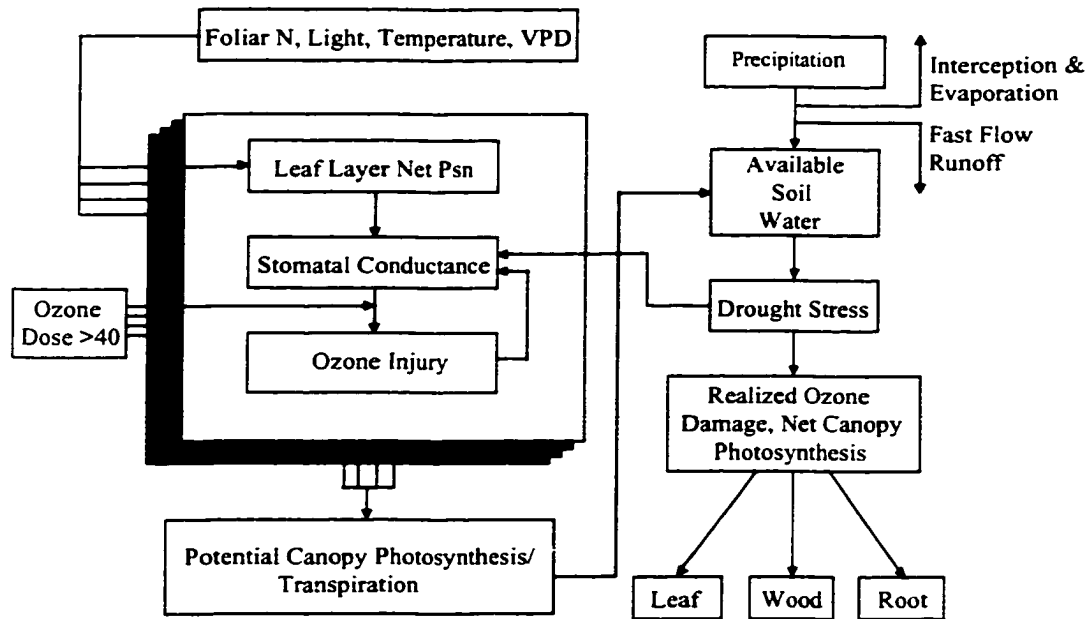 Foliar N, Light, Temperature, VPD
Precipitation
Interception &
Evaporation
Fast Flow
Runoff
Leaf Layer Net Psn
Available
Soil
Water
Stomatal Conductance
Ozone
Dose >40
Drought Stress
Ozone Injury
Realized Ozone
Damage, Net Canopy
Photosynthesis
Potential Canopy Photosynthesis/
Transpiration
Leaf
Wood
Root